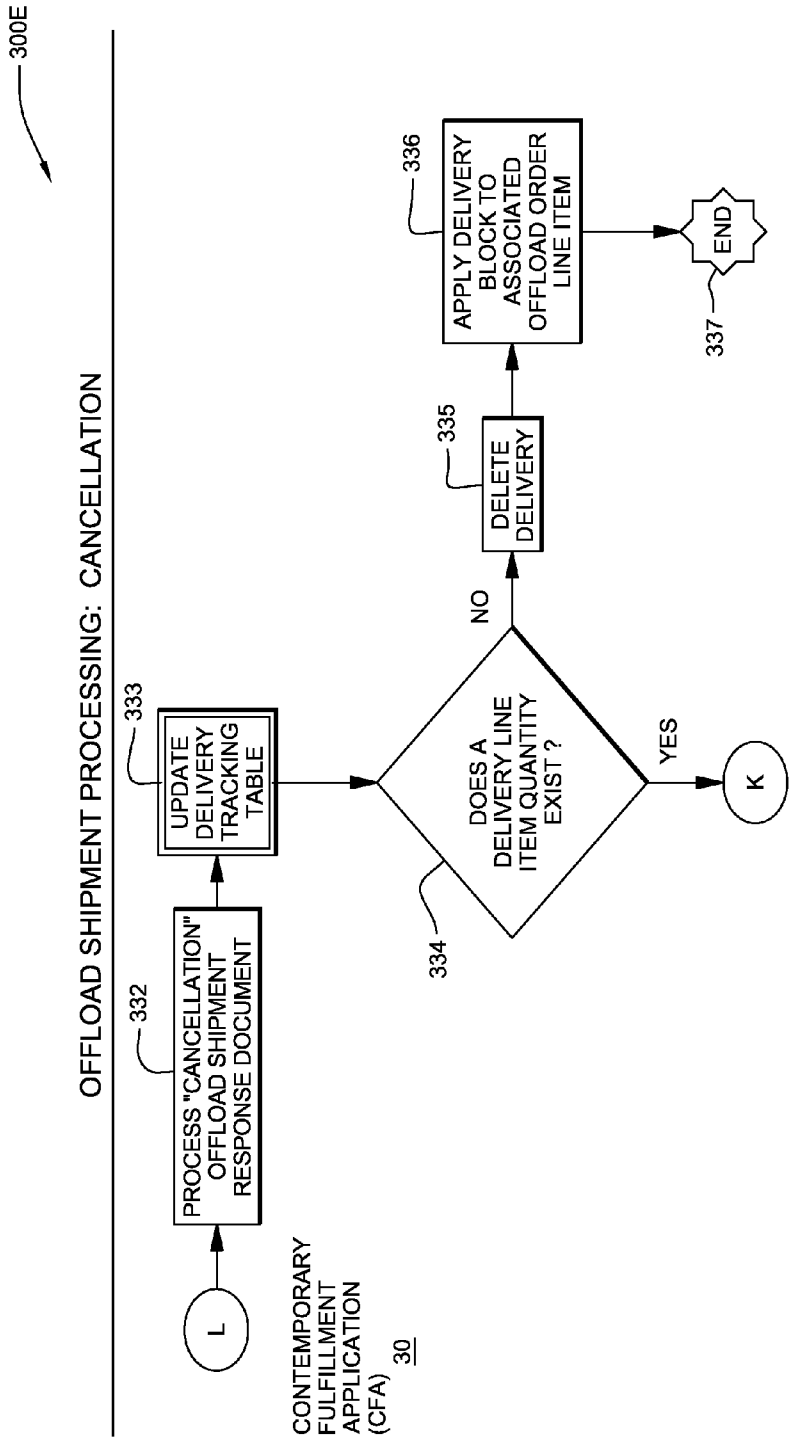 300E
OFFLOAD SHIPMENT PROCESSING: CANCELLATION
L
332
PROCESS "CANCELLATION"
OFFLOAD SHIPMENT
RESPONSE DOCUMENT
333
UPDATE
DELIVERY
TRACKING
TABLE
CONTEMPORARY
FULFILLMENT
APPLICATION
(CFA)
30
334
DOES A
DELIVERY LINE
ITEM QUANTITY
EXIST ?
NO
YES
K
335
DELETE
DELIVERY
336
APPLY DELIVERY
BLOCK TO
ASSOCIATED
OFFLOAD ORDER
LINE ITEM
337
END